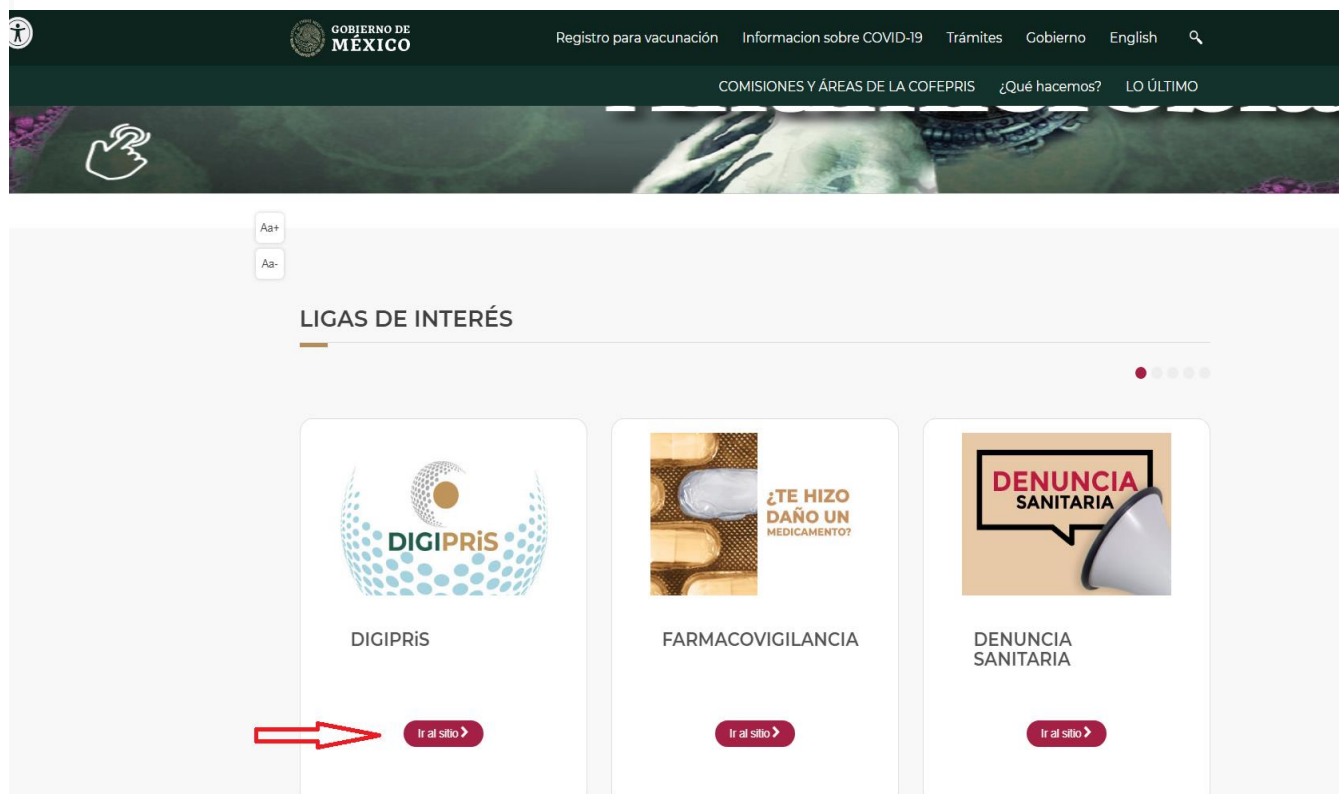 GOBIERNO DE
MÉXICO
Registro para vacunación Informacion sobre COVID-19 Trámites Gobierno English
COMISIONES Y ÁREAS DE LA COFEPRIS ¿Qué hacemos? LO ÚLTIMO
Aa+
Aa-
LIGAS DE INTERÉS
DIGIPRiS
¿TE HIZO
DAÑO UN
MEDICAMENTO?
DENUNCIA
SANITARIA
DIGIPRiS
FARMACOVIGILANCIA
DENUNCIA
SANITARIA
Ir al sitio
Ir al sitio
Ir al sitio